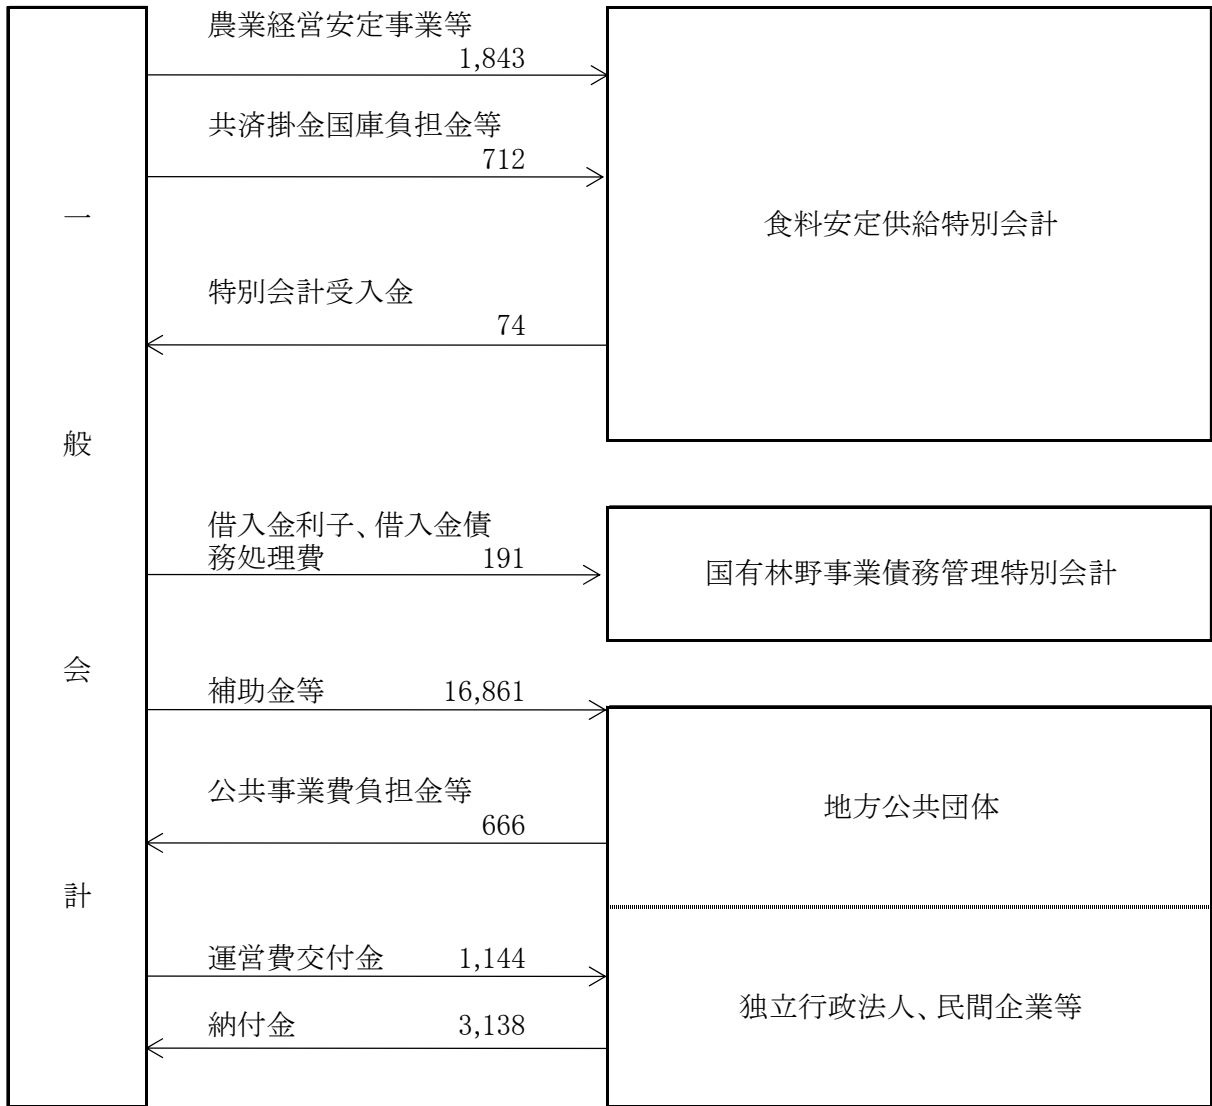 一般会計
農業経営安定事業等
1,843
共済掛金国庫負担金等
712
特別会計受入金
74
食料安定供給特別会計
借入金利子、借入金債
務処理費 191
国有林野事業債務管理特別会計
補助金等 16,861
公共事業費負担金等
666
地方公共団体
運営費交付金 1,144
納付金 3,138
独立行政法人、民間企業等